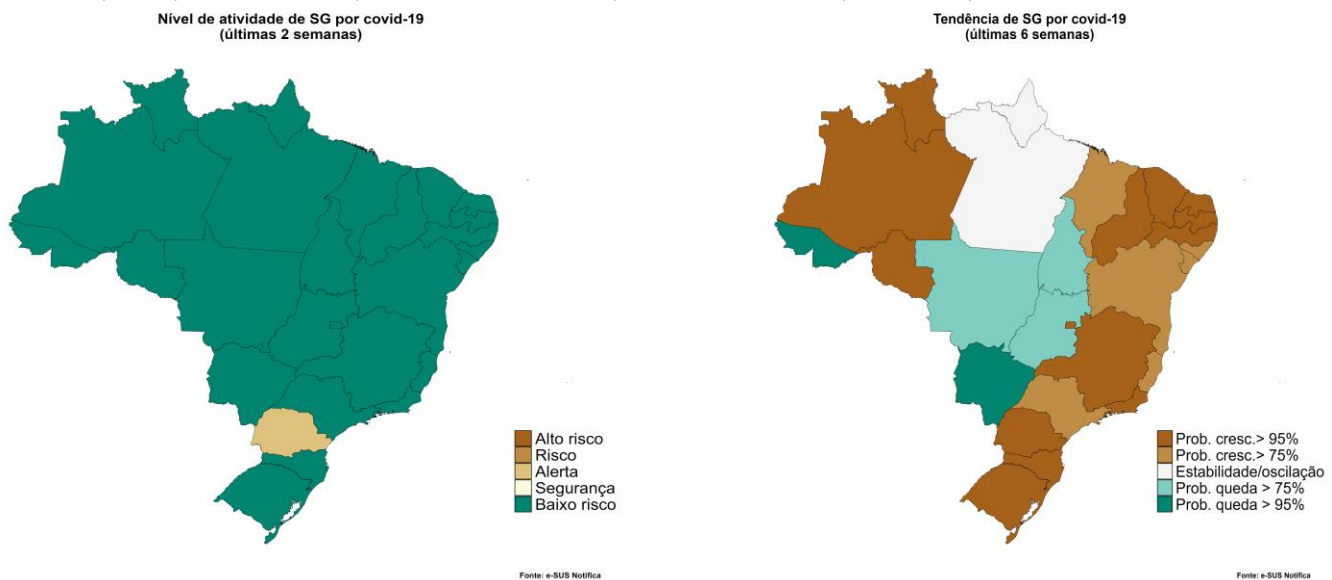 Nível de atividade de SG por covid-19
(últimas 2 semanas)
Alto risco
Risco
Alerta
Segurança
Baixo risco
Fonte: e-SUS Notifica
Tendência de SG por covid-19
(últimas 6 semanas)
Prob. cresc.> 95%
Prob. cresc.> 75%
Estabilidade/oscilação
Prob. queda > 75%
Prob. queda > 95%
Fonte: e-SUS Notifica